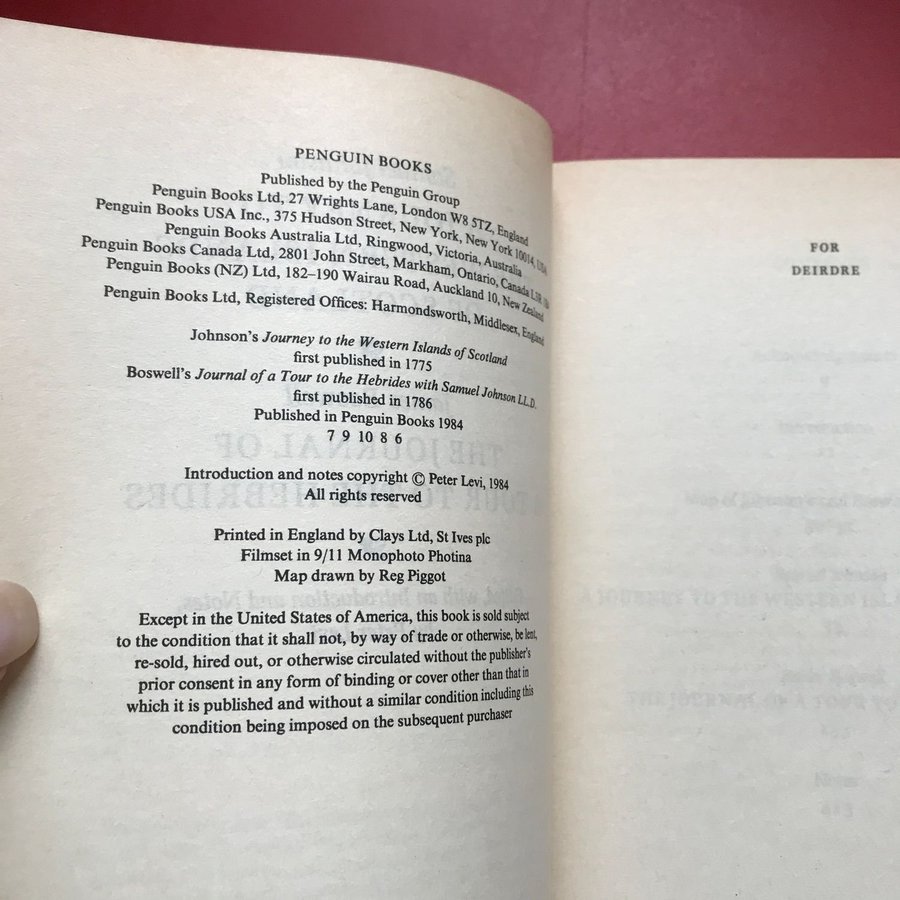 PENGUIN BOOKS
Published by the Penguin Group
Penguin Books Ltd, 27 Wrights Lane, London W8 5TZ, England
Penguin Books USA Inc., 375 Hudson Street, New York, New York 10014, USA
Penguin Books Australia Ltd, Ringwood, Victoria, Australia
Penguin Books Canada Ltd, 2801 John Street, Markham, Ontario, Canada L3R
Penguin Books (NZ) Ltd, 182–190 Wairau Road, Auckland 10, New Zealand
Penguin Books Ltd, Registered Offices: Harmondsworth, Middlesex, England
Johnson's Journey to the Western Islands of Scotland
first published in 1775
Boswell's Journal of a Tour to the Hebrides with Samuel Johnson LL.D.
first published in 1786
Published in Penguin Books 1984
7 9 10 8 6
Introduction and notes copyright © Peter Levi, 1984
All rights reserved
Printed in England by Clays Ltd, St Ives plc
Filmset in 9/11 Monophoto Photina
Map drawn by Reg Piggot
Except in the United States of America, this book is sold subject
to the condition that it shall not, by way of trade or otherwise, be lent,
re-sold, hired out, or otherwise circulated without the publisher's
prior consent in any form of binding or cover other than that in
which it is published and without a similar condition including this
condition being imposed on the subsequent purchaser
FOR
DEIRDRE